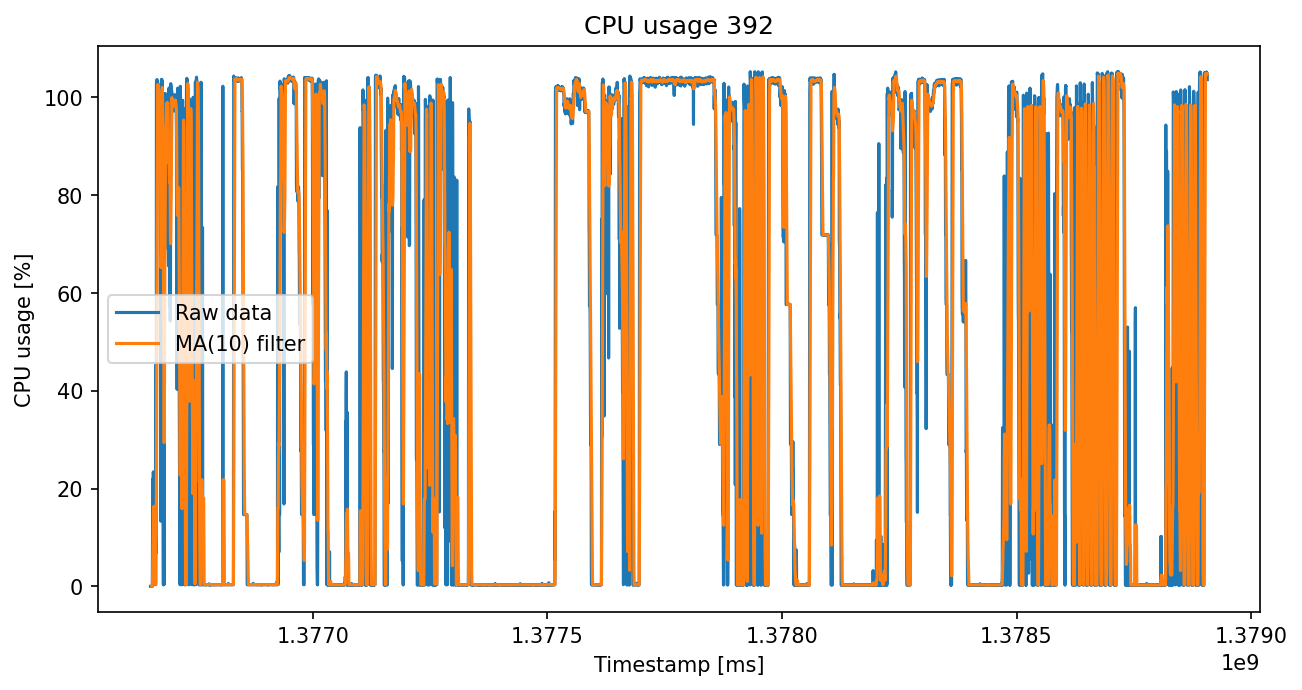 CPU usage 392
CPU usage [%]
100
80
60
40
20
0
Raw data
MA(10) filter
1.3770 1.3775 1.3780 1.3785 1.3790
1e9
Timestamp [ms]